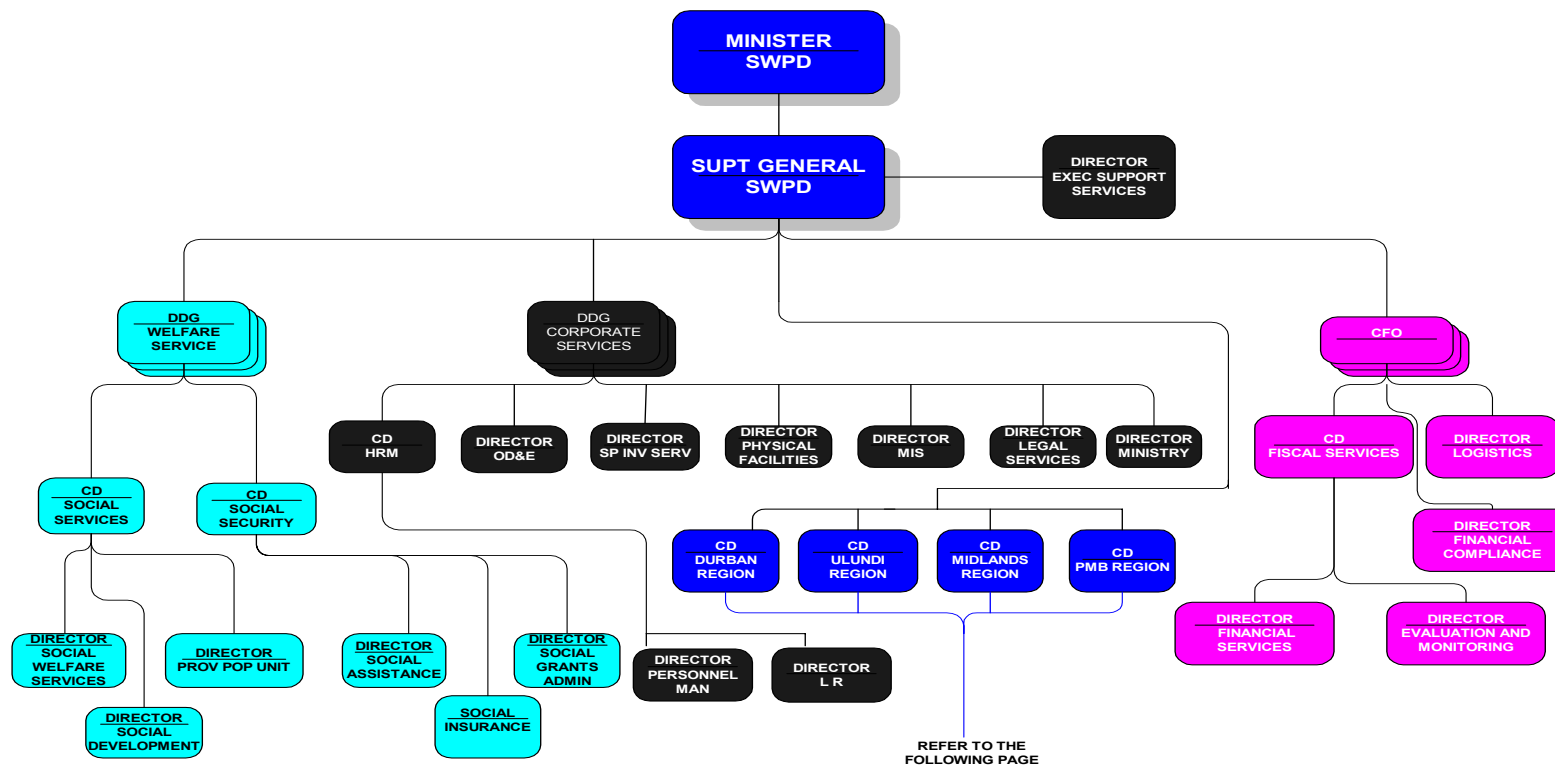 MINISTER
SWPD
SUPT GENERAL
SWPD
DIRECTOR
EXEC SUPPORT
SERVICES
DDG
WELFARE
SERVICE
DDG
CORPORATE
SERVICES
CFO
CD
HRM
DIRECTOR
OD&E
DIRECTOR
SP INV SERV
DIRECTOR
PHYSICAL
FACILITIES
DIRECTOR
MIS
DIRECTOR
LEGAL
SERVICES
DIRECTOR
MINISTRY
CD
FISCAL SERVICES
DIRECTOR
LOGISTICS
CD
SOCIAL
SERVICES
CD
SOCIAL
SECURITY
DIRECTOR
FINANCIAL
COMPLIANCE
CD
DURBAN
REGION
CD
ULUNDI
REGION
CD
MIDLANDS
REGION
CD
PMB REGION
DIRECTOR
SOCIAL
WELFARE
SERVICES
DIRECTOR
PROV POP UNIT
DIRECTOR
SOCIAL
ASSISTANCE
DIRECTOR
SOCIAL
GRANTS
ADMIN
DIRECTOR
PERSONNEL
MAN
DIRECTOR
L R
DIRECTOR
FINANCIAL
SERVICES
DIRECTOR
EVALUATION AND
MONITORING
DIRECTOR
SOCIAL
DEVELOPMENT
SOCIAL
INSURANCE
REFER TO THE
FOLLOWING PAGE